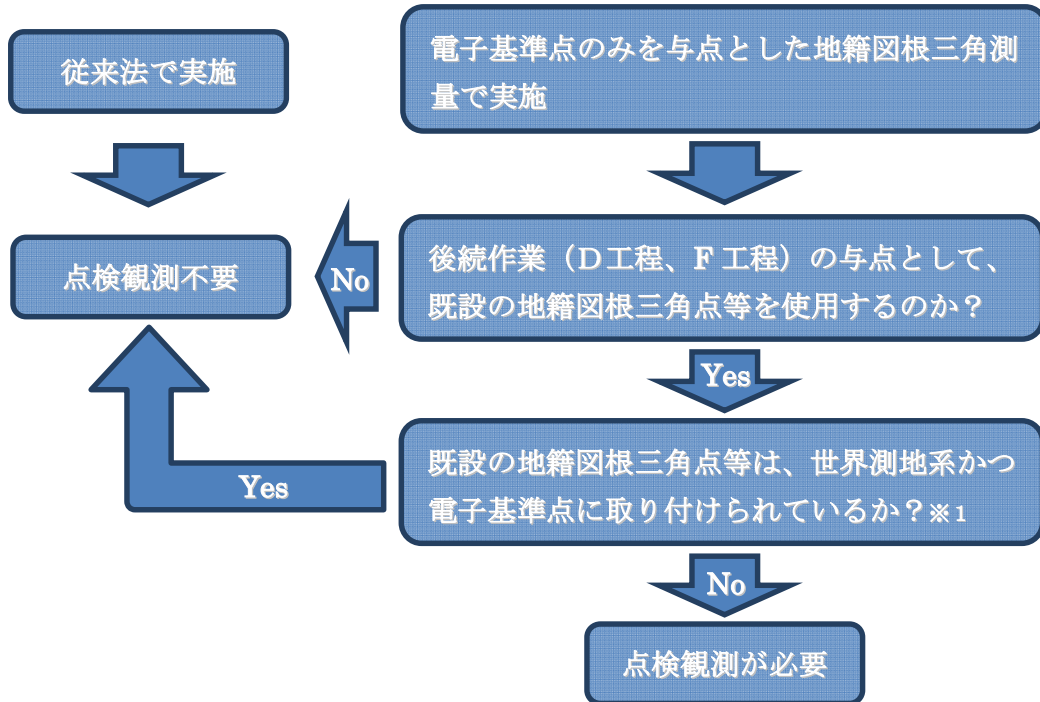 従来法で実施
電子基準点のみを与点とした地籍図根三角測
量で実施
点検観測不要
No
後続作業（D工程、F 工程）の与点として、
既設の地籍図根三角点等を使用するのか？
Yes
既設の地籍図根三角点等は、世界測地系かつ
電子基準点に取り付けられているか？※1
Yes
No
点検観測が必要